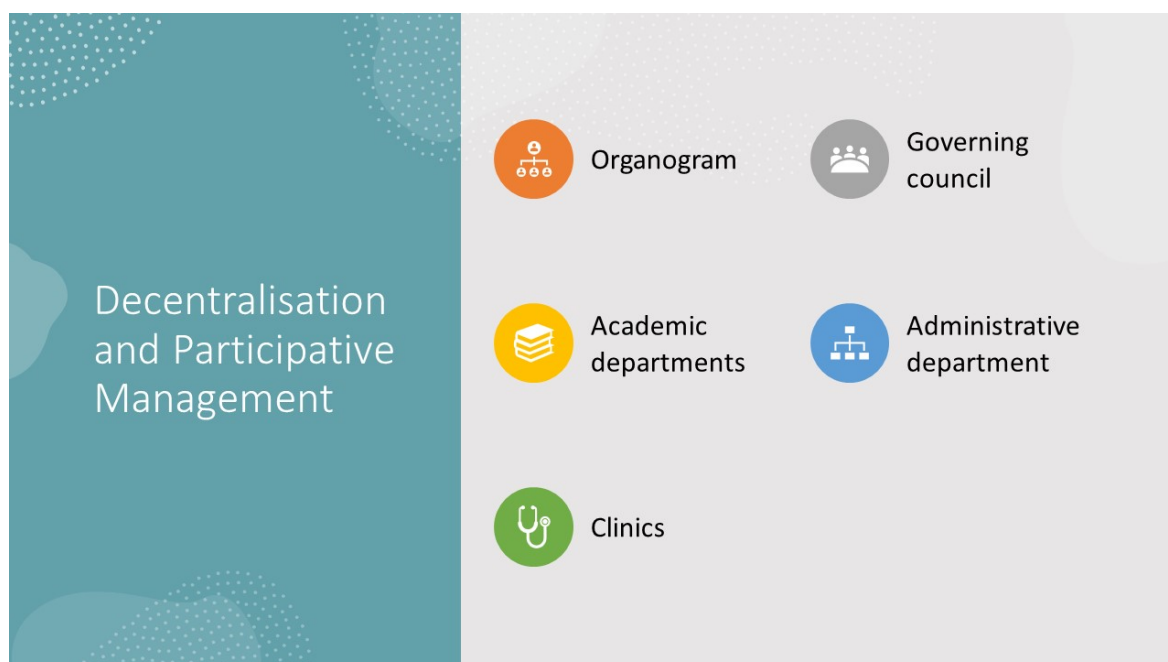 Decentralisation
and Participative
Management
Organogram
Governing
council
Academic
departments
Administrative
department
Clinics